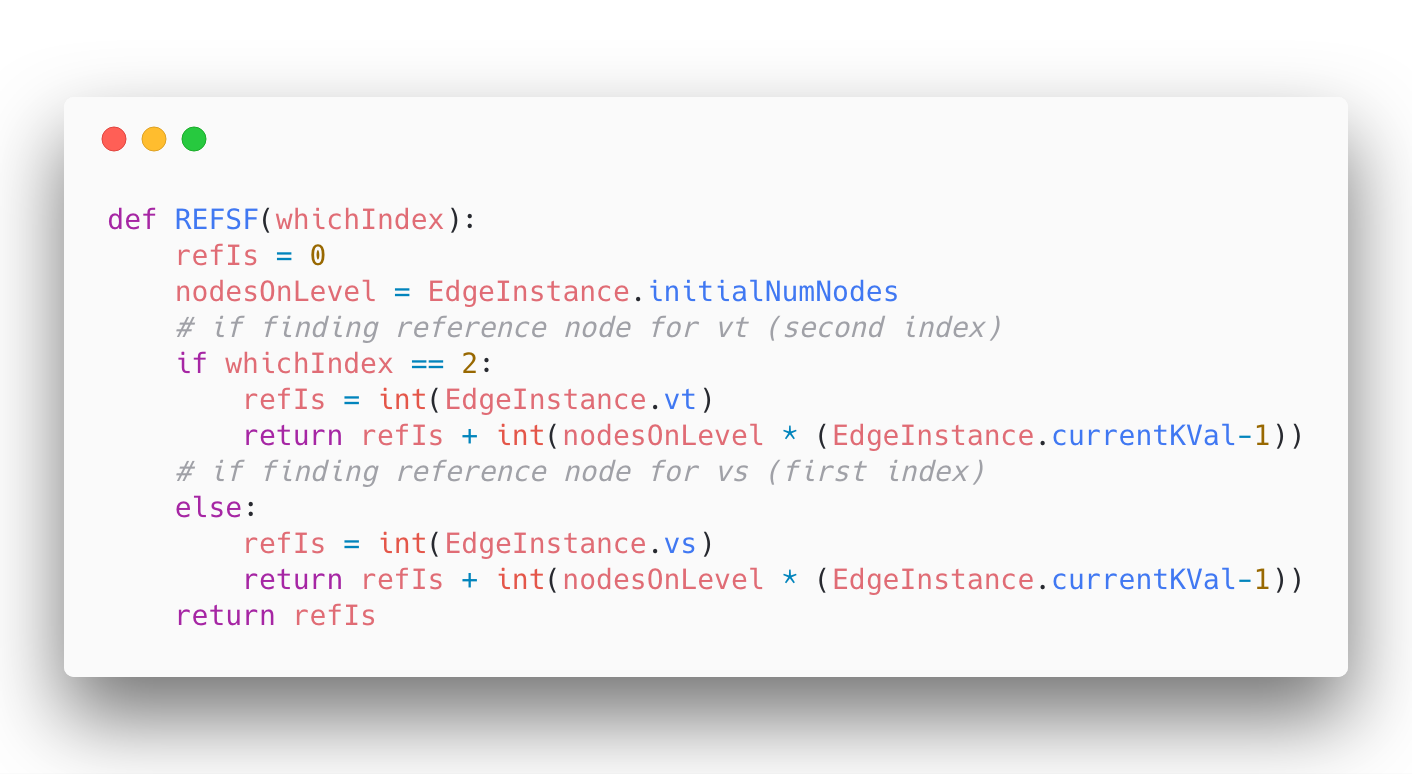 def REFSF(whichIndex):
    refIs = 0
    nodesOnLevel = EdgeInstance.initialNumNodes
    # if finding reference node for vt (second index)
    if whichIndex == 2:
        refIs = int(EdgeInstance.vt)
        return refIs + int(nodesOnLevel * (EdgeInstance.currentKVal-1))
    # if finding reference node for vs (first index)
    else:
        refIs = int(EdgeInstance.vs)
        return refIs + int(nodesOnLevel * (EdgeInstance.currentKVal-1))
    return refIs